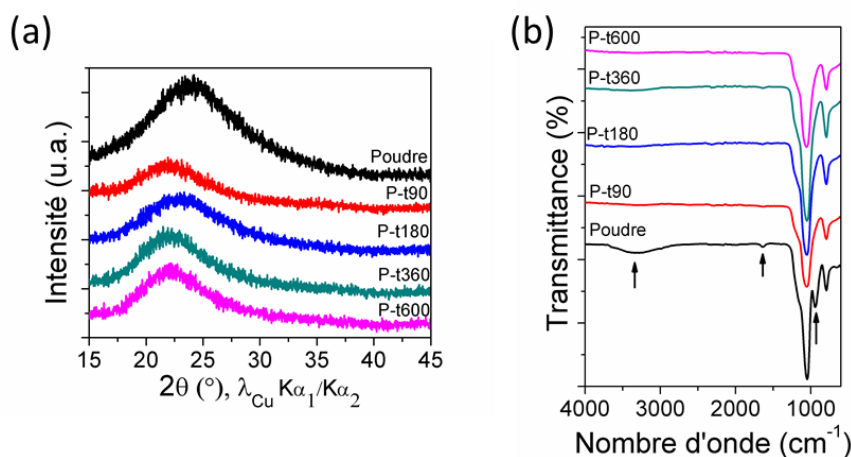 (a)
Intensité (u.a.)
Poudre
P-t90
P-t180
P-t360
P-t600
15 20 25 30 35 40 45
2θ (°), λCu Kα1/Kα2
(b)
Transmittance (%)
P-t600
P-t360
P-t180
P-t90
Poudre
4000 3000 2000 1000
Nombre d'onde (cm-1)